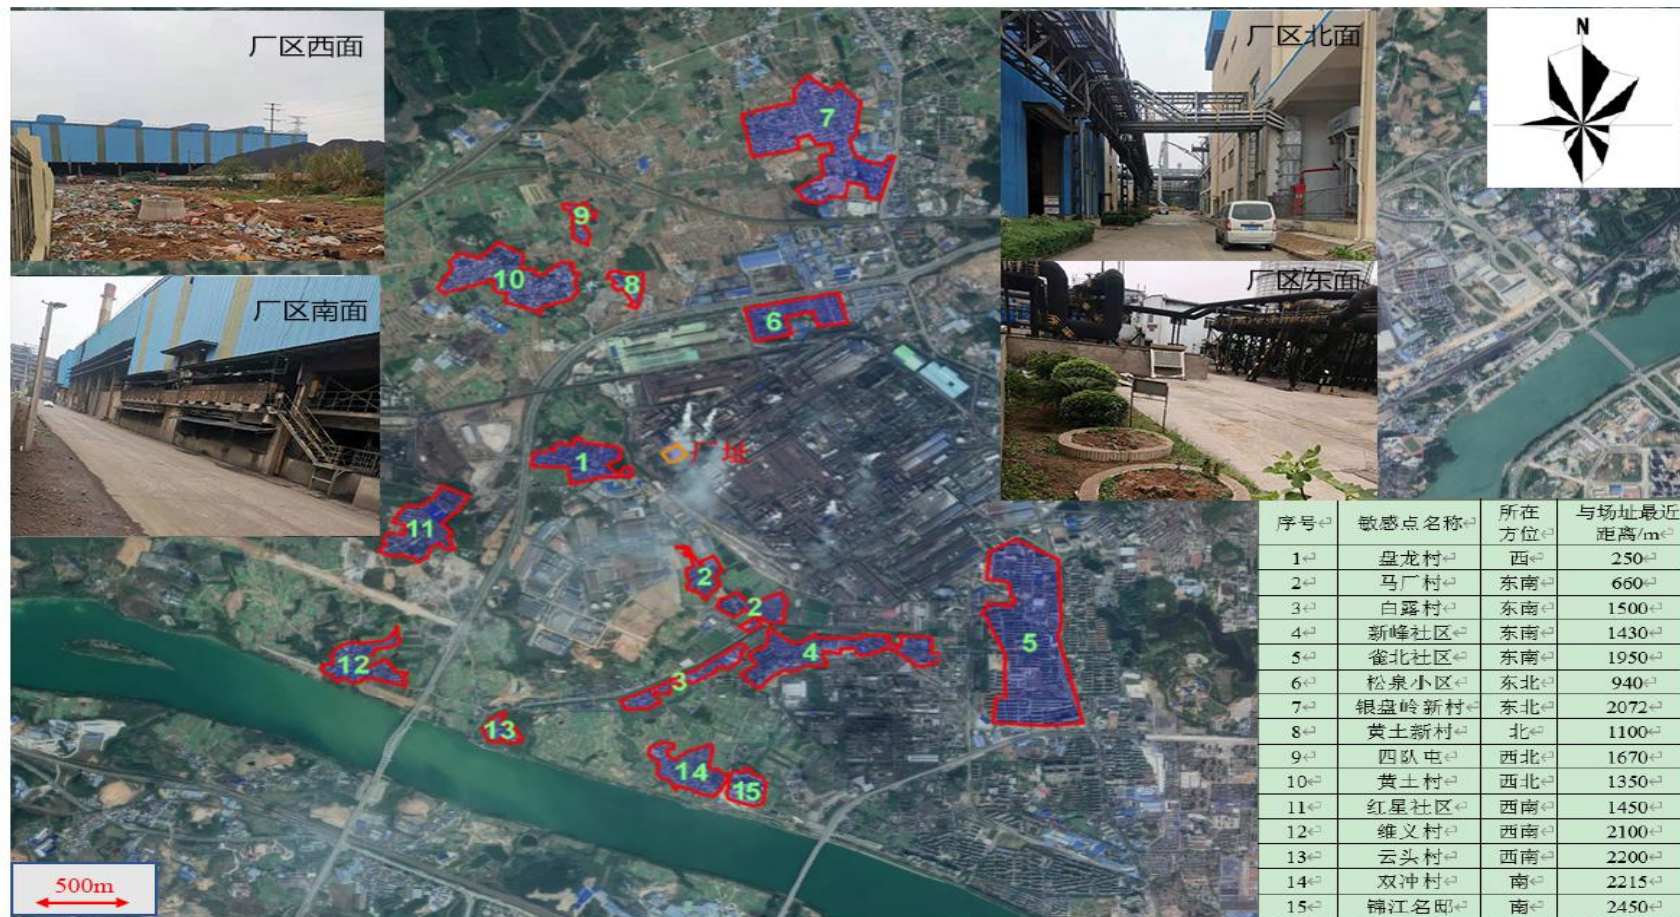 厂区西面
厂区北面
N
厂区南面
厂区东面
7
9
10
8
6
1
厂址
11
2
2
4
3
5
12
13
14
15
500m
序号 敏感点名称 所在方位 与场址最近距离/m
1 盘龙村 西 250
2 马厂村 东南 660
3 白露村 东南 1500
4 新峰社区 东南 1430
5 雀北社区 东南 1950
6 松泉小区 东北 940
7 银盘岭新村 东北 2072
8 黄土新村 北 1100
9 四队屯 西北 1670
10 黄土村 西北 1350
11 红星社区 西南 1450
12 维义村 西南 2100
13 云头村 西南 2200
14 双冲村 南 2215
15 锦江名邸 南 2450